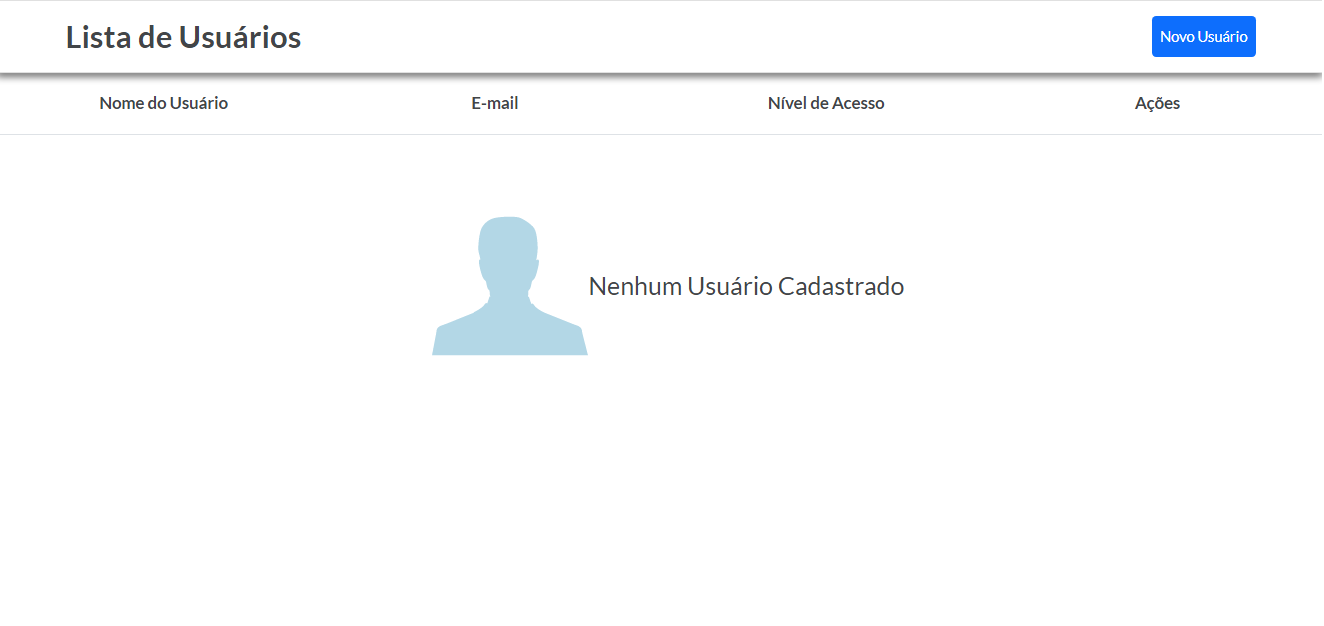 Lista de Usuários
Novo Usuário
Nome do Usuário E-mail Nível de Acesso Ações
Nenhum Usuário Cadastrado